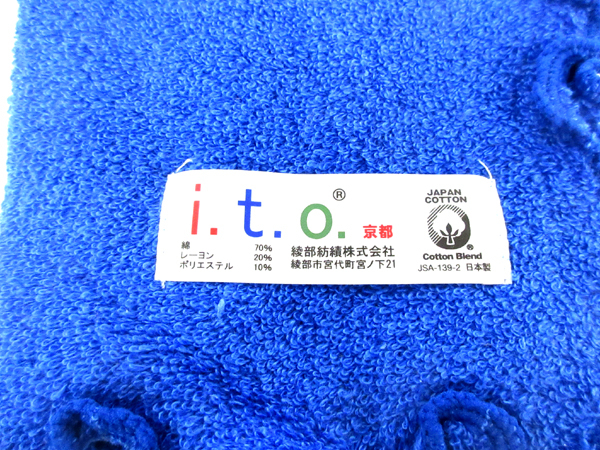 i.t.o.® 京都
綿 70%
レーヨン 20%
ポリエステル 10%
綾部紡績株式会社
綾部市宮代町宮ノ下21
JAPAN
COTTON
Cotton Blend
JSA-139-2 日本製